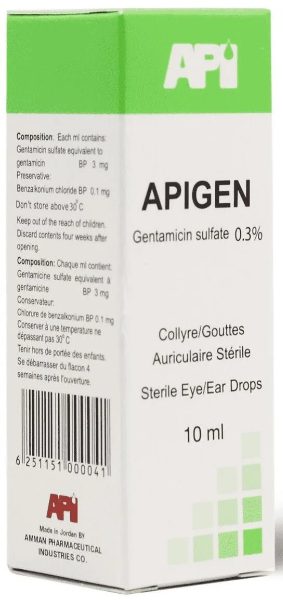 API
APIGEN
Gentamicin sulfate 0.3%
Collyre/Gouttes
Auriculaire Stérile
Sterile Eye/Ear Drops
10 ml
Composition: Each ml contains:
Gentamicin sulfate equivalent to
gentamicin BP 3 mg
Preservative:
Benzalkonium chloride BP 0.1 mg
Don't store above 30°C
Keep out of the reach of children.
Discard contents four weeks after
opening.
Composition: Chaque ml contient:
Gentamicine sulfate equivalent à
gentamicine BP 3 mg
Conservateur:
Chlorure de benzalkonium BP 0.1 mg
Conserver à une temperature ne
dépassant pas 30°C
Tenir hors de portée des enfants.
Se débarrasser du flacon 4
semaines après l'ouverture.
6 251151 000041
API
Made in Jordan BY
AMMAN PHARMACEUTICAL
INDUSTRIES CO.